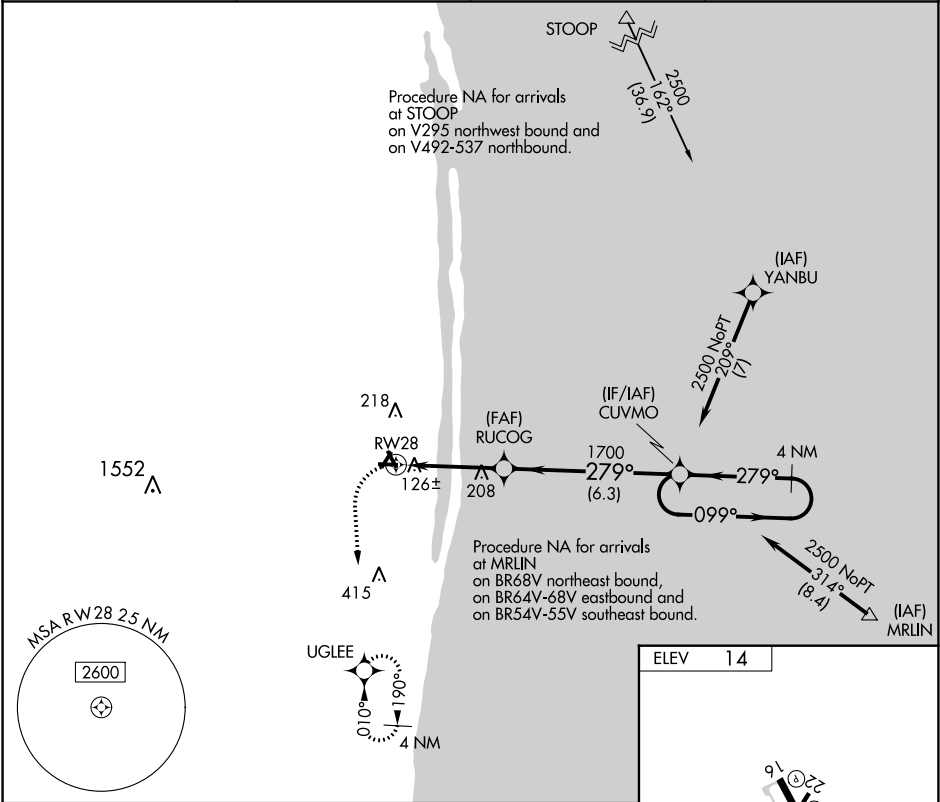 STOOP
2500
162°
(36.9)
Procedure NA for arrivals
at STOOP
on V295 northwest bound and
on V492-537 northbound.
(IAF)
YANBU
2500 NoPT
209°
(7)
(IF/IAF)
CUVMO
218
(FAF)
RUCOG
RW28
1700
279°
(6.3)
4 NM
279°
099°
1552
126±
208
Procedure NA for arrivals
at MRLIN
on BR68V northeast bound,
on BR64V-68V eastbound and
on BR54V-55V southeast bound.
2500 NoPT
314°
(8.4)
(IAF)
MRLIN
415
MSA RW28 25 NM
2600
UGLEE
010°
190°
4 NM
ELEV 14
16
P
22